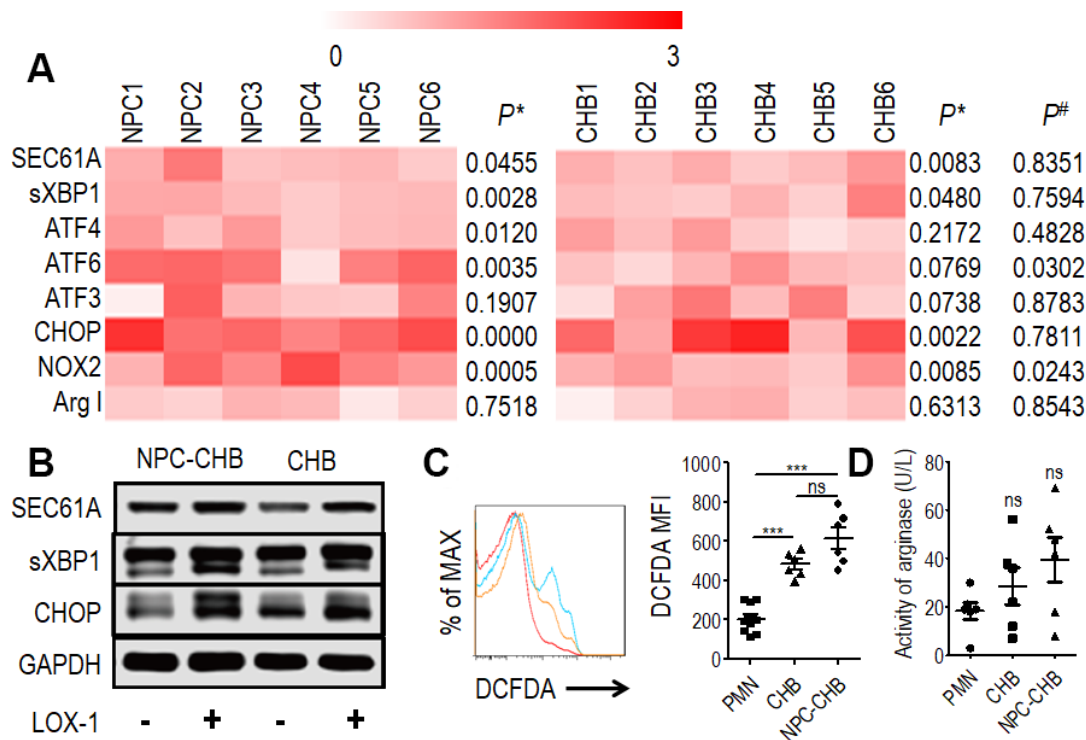 0 3
A
NPC1 NPC2 NPC3 NPC4 NPC5 NPC6 P* CHB1 CHB2 CHB3 CHB4 CHB5 CHB6 P* P#
SEC61A 0.0455 0.0083 0.8351
sXBP1 0.0028 0.0480 0.7594
ATF4 0.0120 0.2172 0.4828
ATF6 0.0035 0.0769 0.0302
ATF3 0.1907 0.0738 0.8783
CHOP 0.0000 0.0022 0.7811
NOX2 0.0005 0.0085 0.0243
Arg I 0.7518 0.6313 0.8543
B
NPC-CHB CHB
SEC61A
sXBP1
CHOP
GAPDH
LOX-1 - + - +
C
% of MAX
DCFDA
DCFDA MFI
1000
800
600
400
200
0
***
ns
***
PMN CHB NPC-CHB
D
Activity of arginase (U/L)
80
60
40
20
0
ns
ns
PMN CHB NPC-CHB